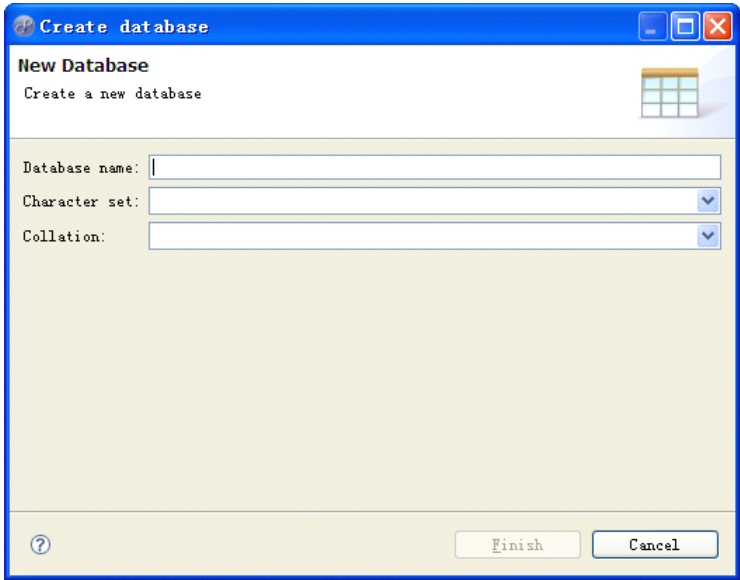 Create database
New Database
Create a new database
Database name:
Character set:
Collation:
?
Finish
Cancel